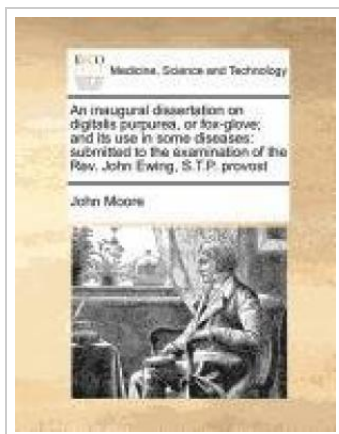 ECCO
Medicine, Science and Technology
An inaugural dissertation on
digitalis purpurea, or fox-glove;
and its use in some diseases:
submitted to the examination of the
Rev. John Ewing, S.T.P. provost
John Moore